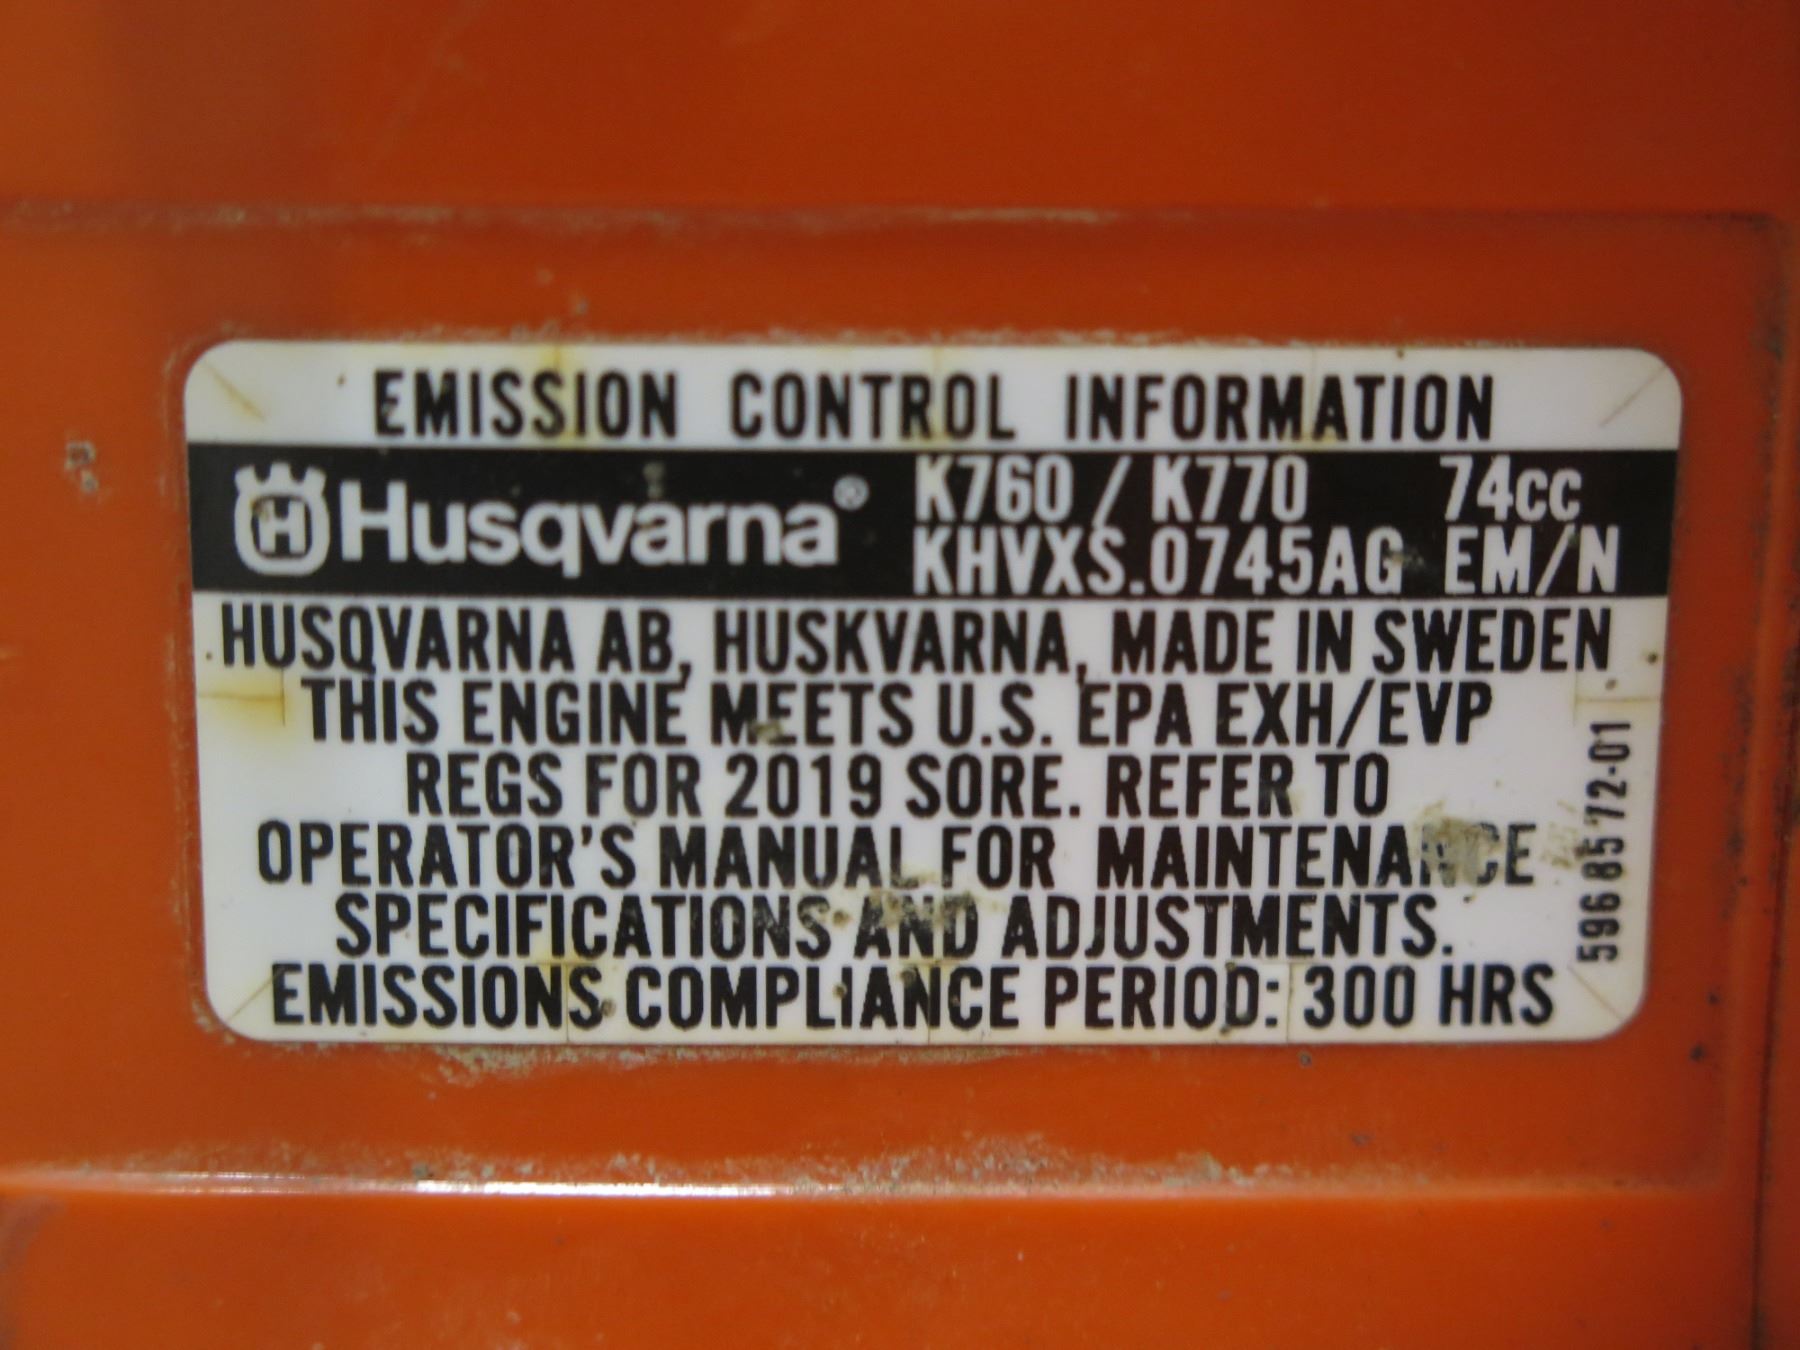 EMISSION CONTROL INFORMATION
H Husqvarna® K760 / K770 74cc
KHVXS.0745AG EM/N
HUSQVARNA AB, HUSKVARNA, MADE IN SWEDEN
THIS ENGINE MEETS U.S. EPA EXH/EVP
REGS FOR 2019 SORE. REFER TO
OPERATOR'S MANUAL FOR MAINTENANCE
SPECIFICATIONS AND ADJUSTMENTS.
EMISSIONS COMPLIANCE PERIOD: 300 HRS
596 85 72-01